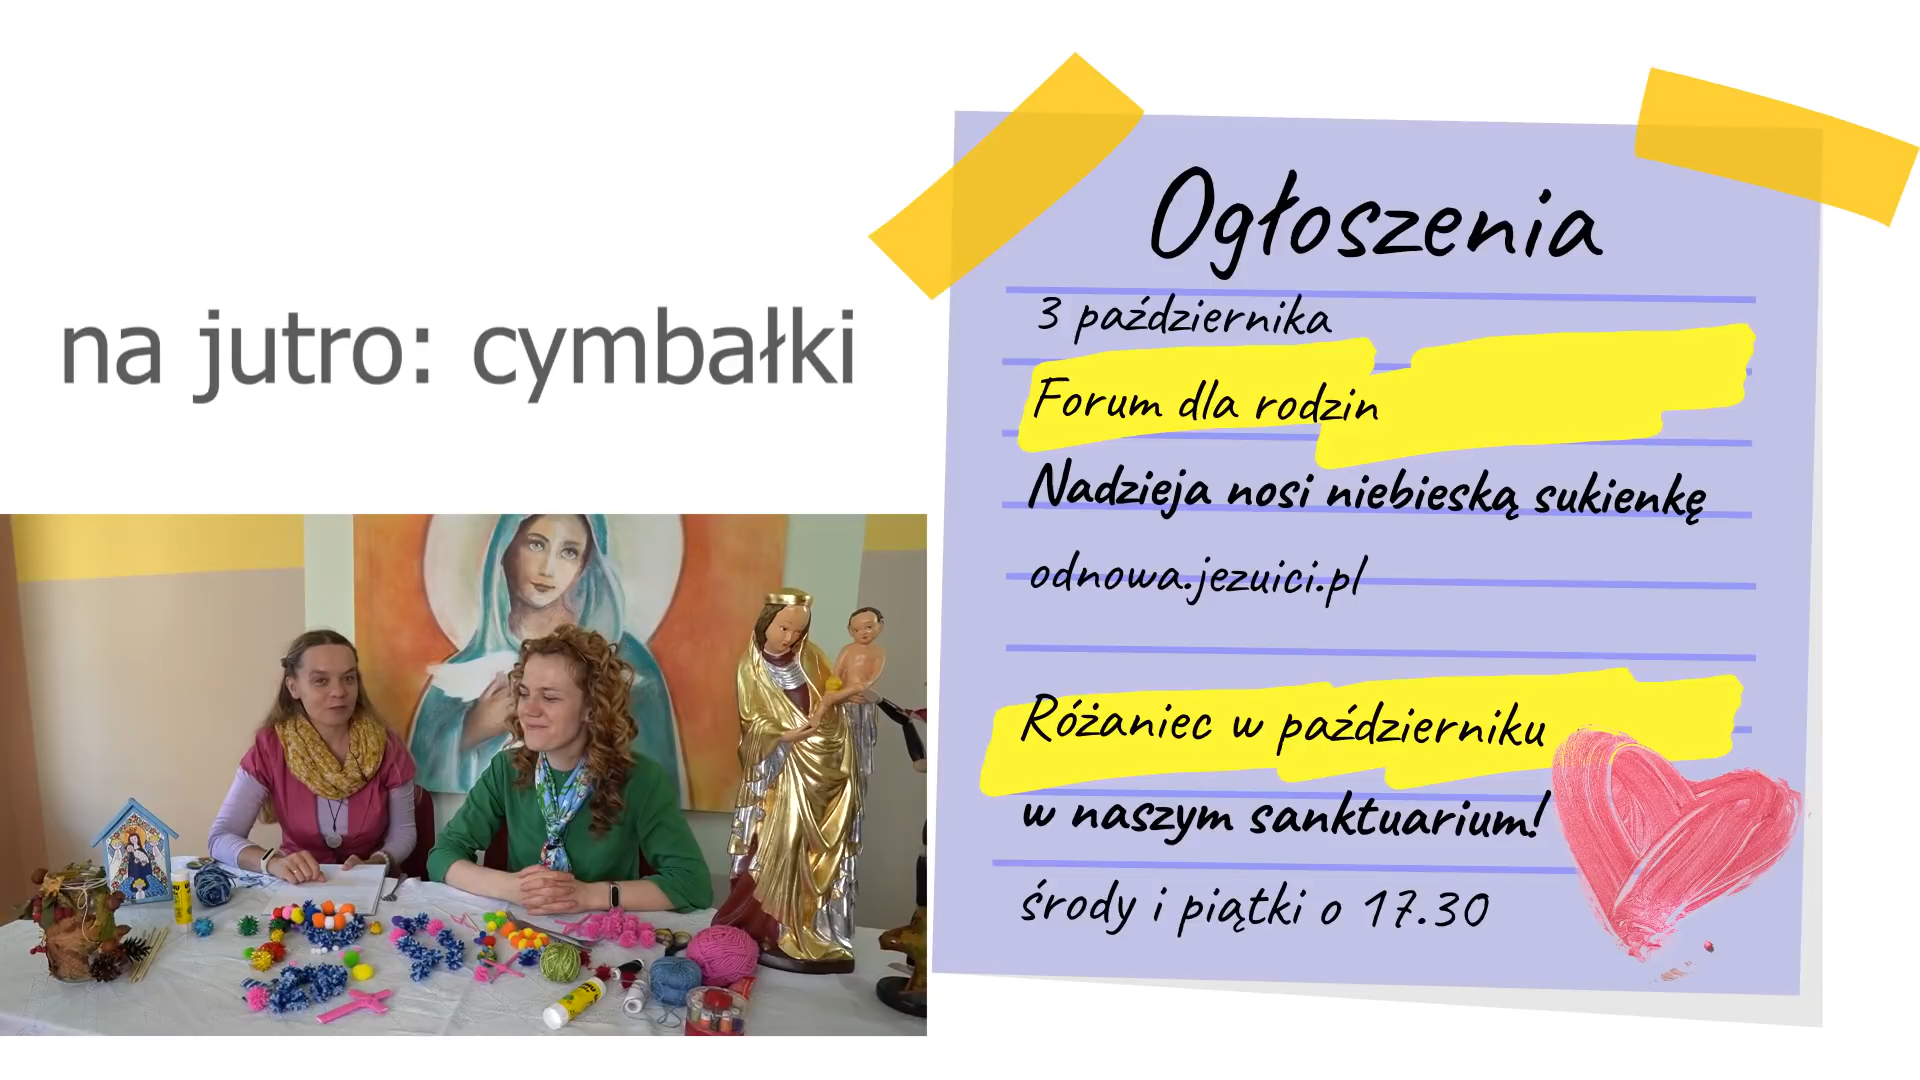 na jutro: cymbałki
Ogłoszenia
3 października
Forum dla rodzin
Nadzieja nosi niebieską sukienkę
odnowa.jezuici.pl
Różaniec w październiku
w naszym sanktuarium!
środy i piątki o 17.30